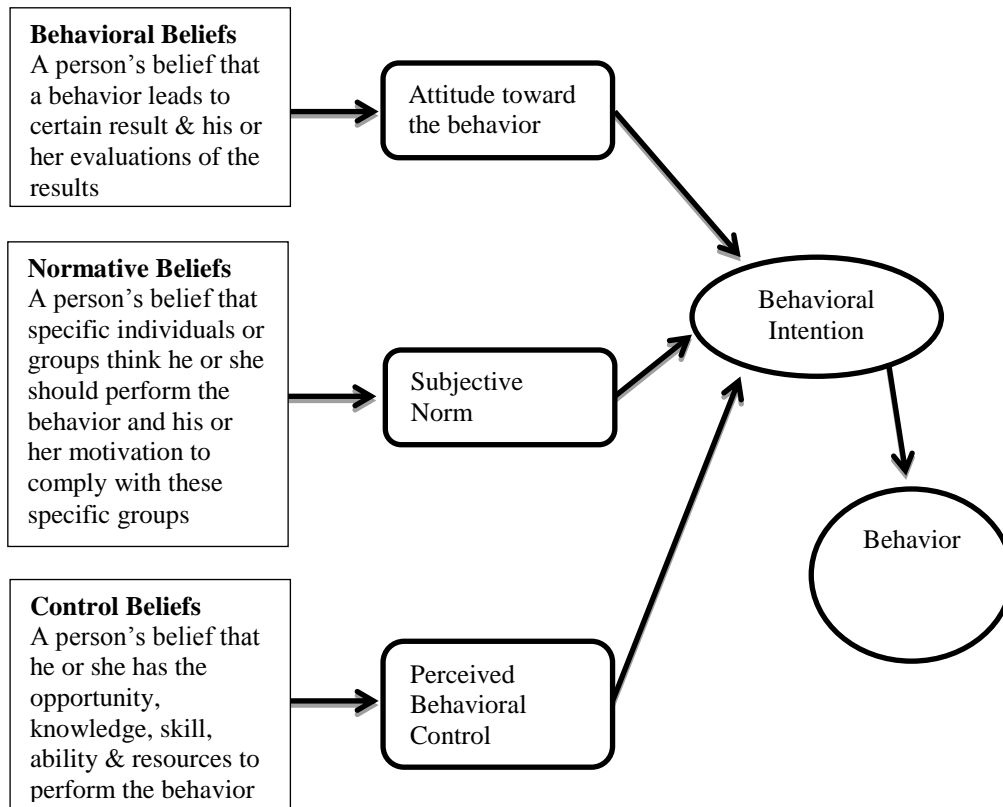 Behavioral Beliefs
A person’s belief that
a behavior leads to
certain result & his or
her evaluations of the
results
Attitude toward
the behavior
Normative Beliefs
A person’s belief that
specific individuals or
groups think he or she
should perform the
behavior and his or
her motivation to
comply with these
specific groups
Subjective
Norm
Behavioral
Intention
Behavior
Control Beliefs
A person’s belief that
he or she has the
opportunity,
knowledge, skill,
ability & resources to
perform the behavior
Perceived
Behavioral
Control